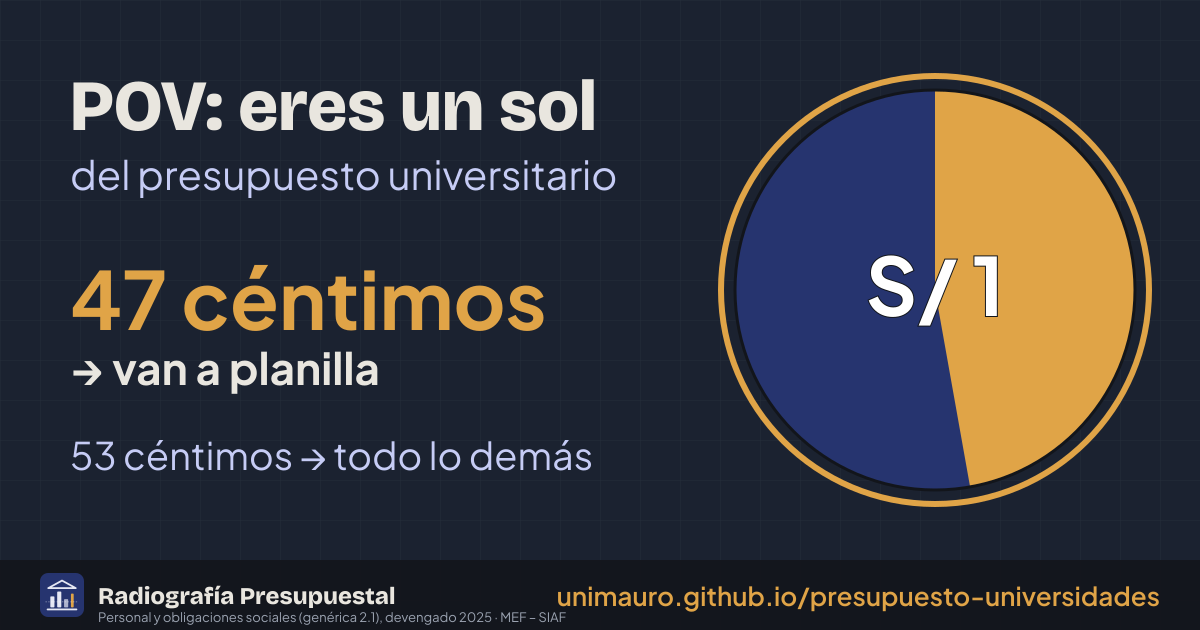 POV: eres un sol
del presupuesto universitario
47 céntimos
→ van a planilla
53 céntimos → todo lo demás
S/ 1
Radiografía Presupuestal
Personal y obligaciones sociales (genérica 2.1), devengado 2025 · MEF – SIAF
unimauro.github.io/presupuesto-universidades